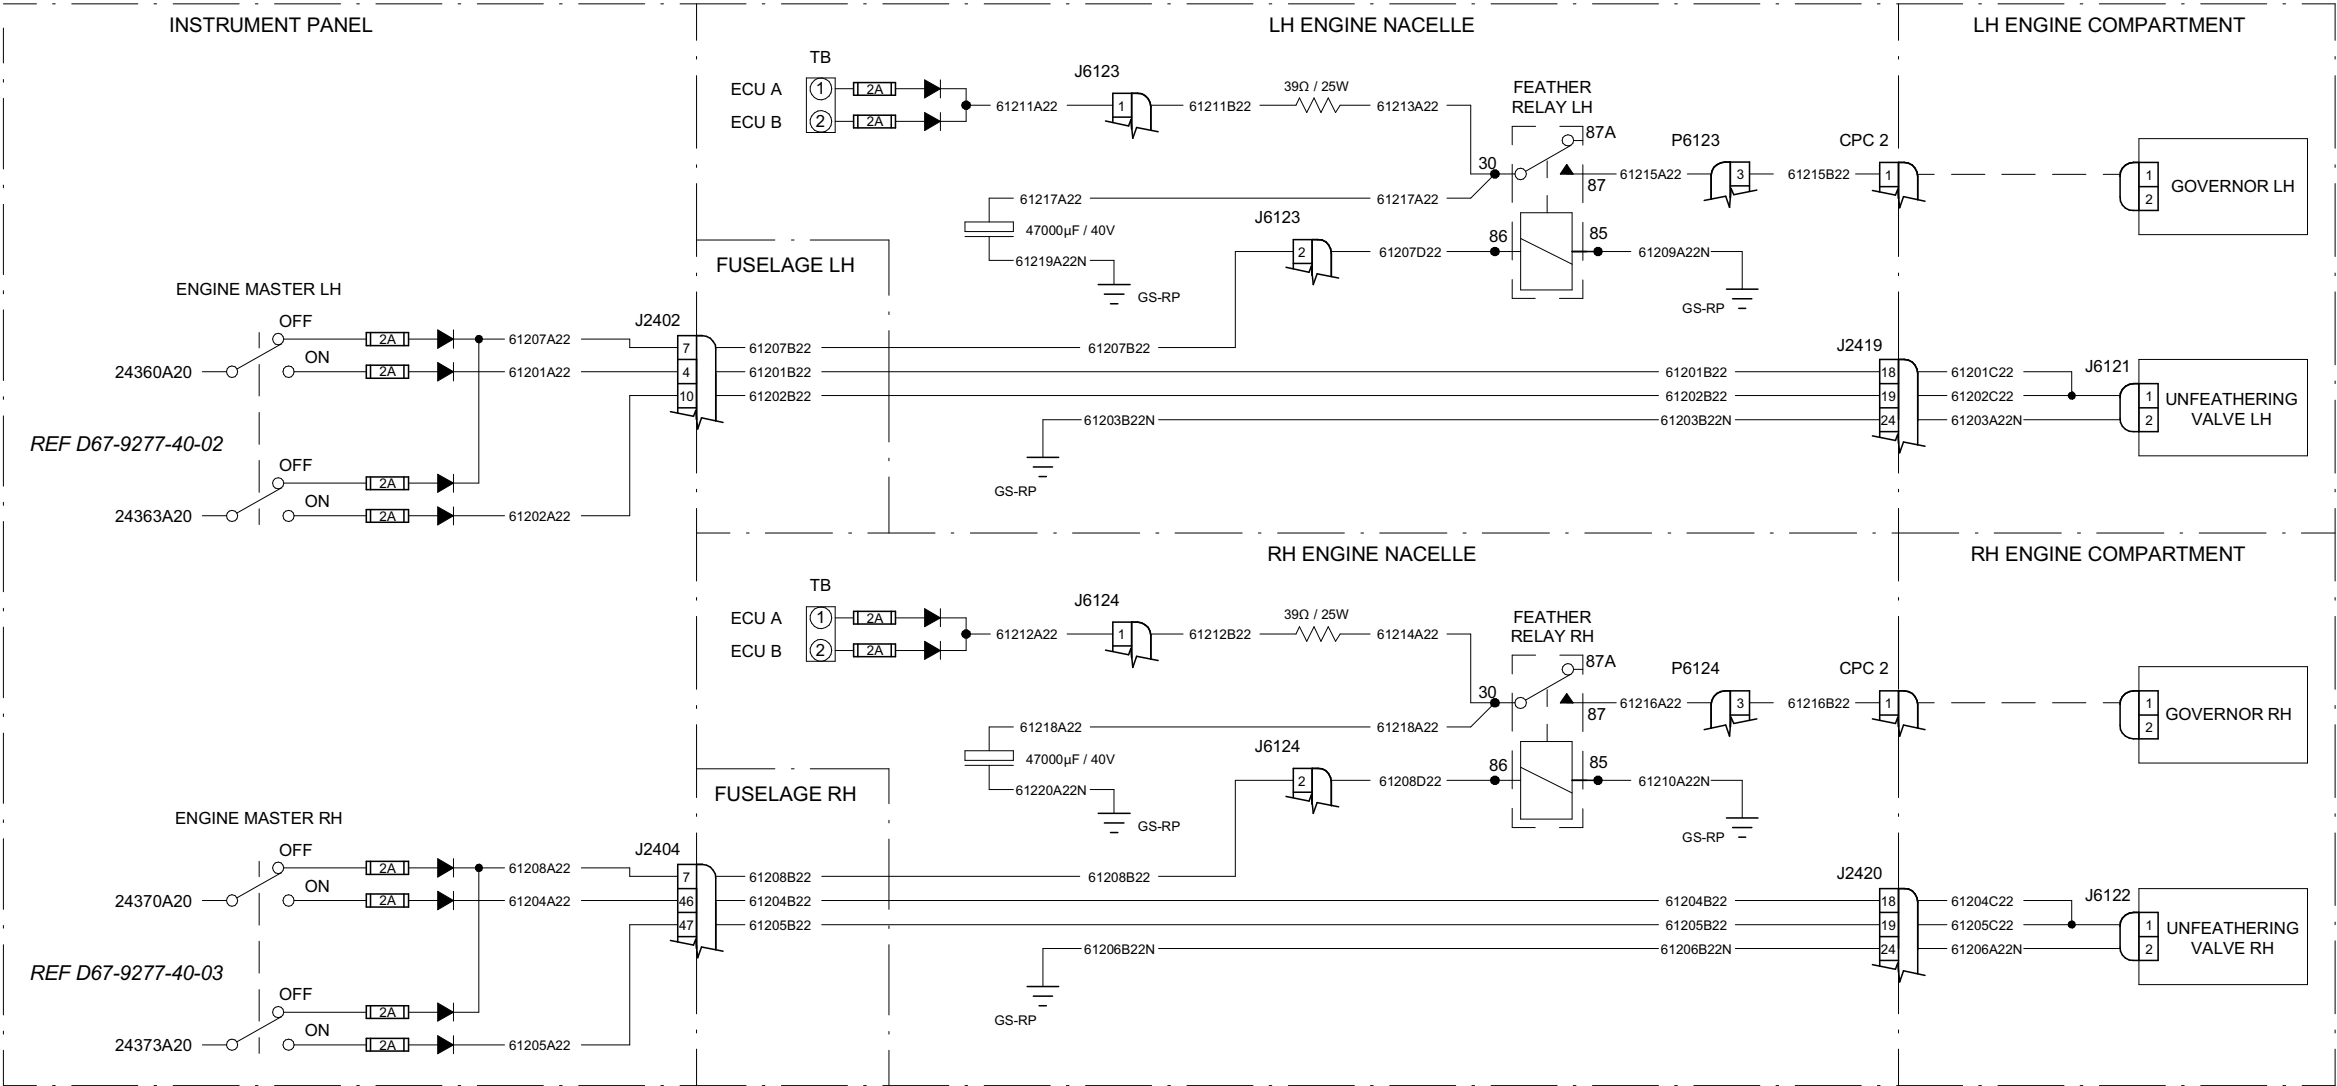 INSTRUMENT PANEL
LH ENGINE NACELLE
LH ENGINE COMPARTMENT
TB
ECU A
1
2A
ECU B
2
2A
61211A22
J6123
1
61211B22
39Ω / 25W
61213A22
FEATHER
RELAY LH
87A
30
87
61215A22
P6123
3
61215B22
CPC 2
1
1
2
GOVERNOR LH
61217A22
61217A22
47000µF / 40V
61219A22N
GS-RP
J6123
2
61207D22
86
85
61209A22N
GS-RP
FUSELAGE LH
ENGINE MASTER LH
OFF
2A
61207A22
ON
24360A20
2A
61201A22
J2402
7
4
10
61207B22
61207B22
61201B22
61201B22
61202B22
61202B22
61203B22N
61203B22N
GS-RP
J2419
18
19
24
61201C22
61202C22
61203A22N
J6121
1
2
UNFEATHERING
VALVE LH
REF D67-9277-40-02
OFF
2A
ON
24363A20
2A
61202A22
RH ENGINE NACELLE
RH ENGINE COMPARTMENT
TB
ECU A
1
2A
ECU B
2
2A
61212A22
J6124
1
61212B22
39Ω / 25W
61214A22
FEATHER
RELAY RH
87A
30
87
61216A22
P6124
3
61216B22
CPC 2
1
1
2
GOVERNOR RH
61218A22
61218A22
47000µF / 40V
61220A22N
GS-RP
J6124
2
61208D22
86
85
61210A22N
GS-RP
FUSELAGE RH
ENGINE MASTER RH
OFF
2A
61208A22
ON
24370A20
2A
61204A22
J2404
7
46
47
61208B22
61208B22
61204B22
61204B22
61205B22
61205B22
61206B22N
61206B22N
GS-RP
J2420
18
19
24
61204C22
61205C22
61206A22N
J6122
1
2
UNFEATHERING
VALVE RH
REF D67-9277-40-03
OFF
2A
ON
24373A20
2A
61205A22